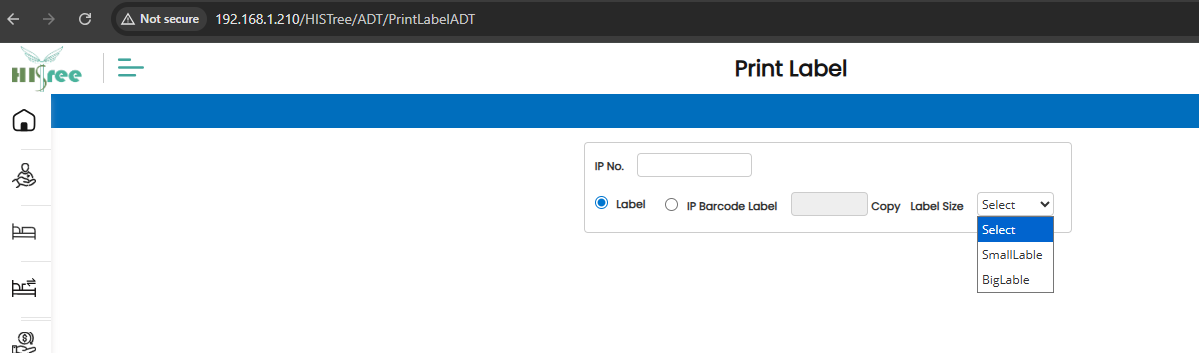 Not secure 192.168.1.210/HISTree/ADT/PrintLabelADT
HISree
Print Label
IP No.
Label IP Barcode Label Copy Label Size Select
Select
SmallLable
BigLable